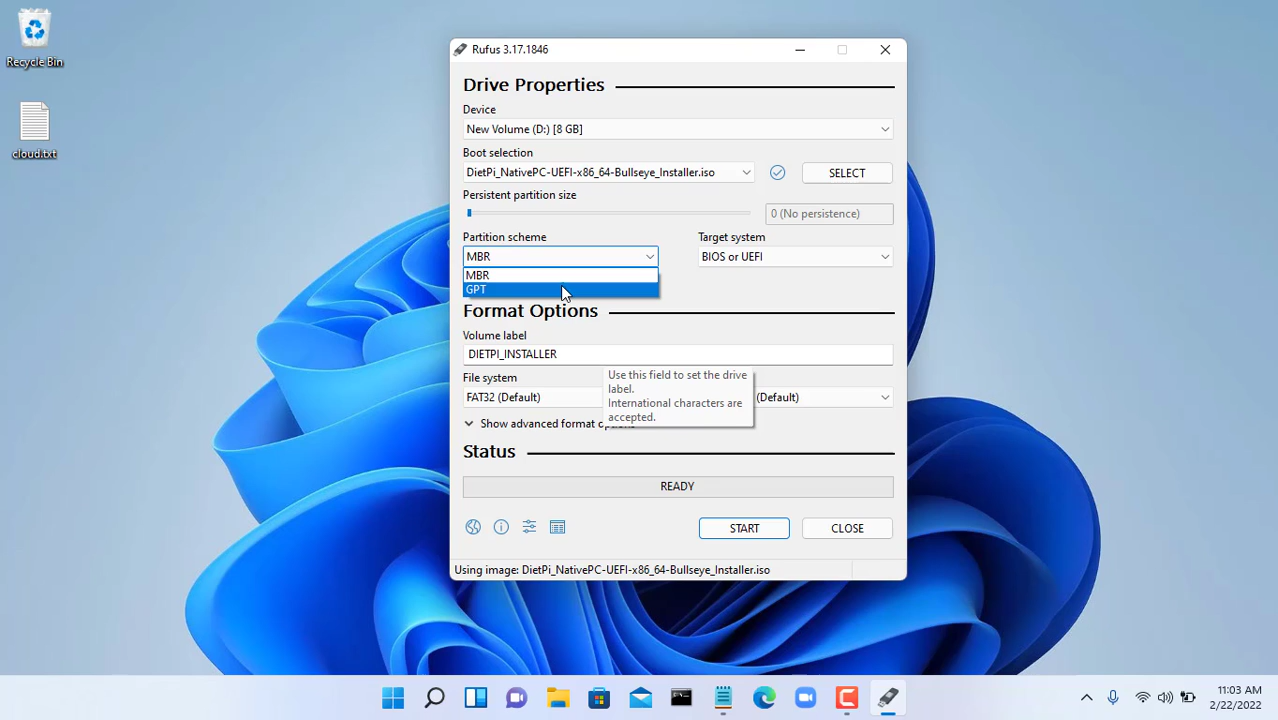 Recycle Bin
cloud.txt
Rufus 3.17.1846
Drive Properties
Device
New Volume (D:) [8 GB]
Boot selection
DietPi_NativePC-UEFI-x86_64-Bullseye_Installer.iso
SELECT
Persistent partition size
0 (No persistence)
Partition scheme
Target system
MBR
BIOS or UEFI
MBR
GPT
Format Options
Volume label
DIETPI_INSTALLER
File system
Use this field to set the drive
label.
International characters are
accepted.
FAT32 (Default)
(Default)
Show advanced format options
Status
READY
START
CLOSE
Using image: DietPi_NativePC-UEFI-x86_64-Bullseye_Installer.iso
11:03 AM
2/22/2022